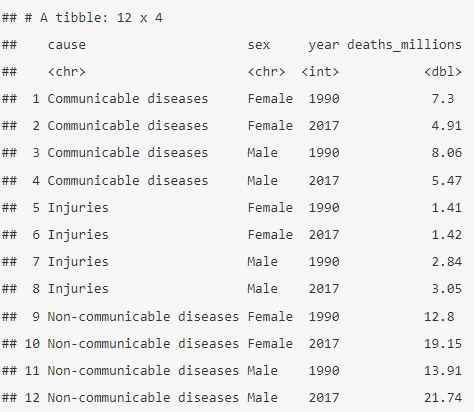 ## # A tibble: 12 x 4
##    cause                    sex     year deaths_millions
##    <chr>                    <chr>  <int>           <dbl>
##  1 Communicable diseases     Female  1990            7.3
##  2 Communicable diseases     Female  2017            4.91
##  3 Communicable diseases     Male    1990            8.06
##  4 Communicable diseases     Male    2017            5.47
##  5 Injuries                  Female  1990            1.41
##  6 Injuries                  Female  2017            1.42
##  7 Injuries                  Male    1990            2.84
##  8 Injuries                  Male    2017            3.05
##  9 Non-communicable diseases Female  1990           12.8
## 10 Non-communicable diseases Female  2017           19.15
## 11 Non-communicable diseases Male    1990           13.91
## 12 Non-communicable diseases Male    2017           21.74